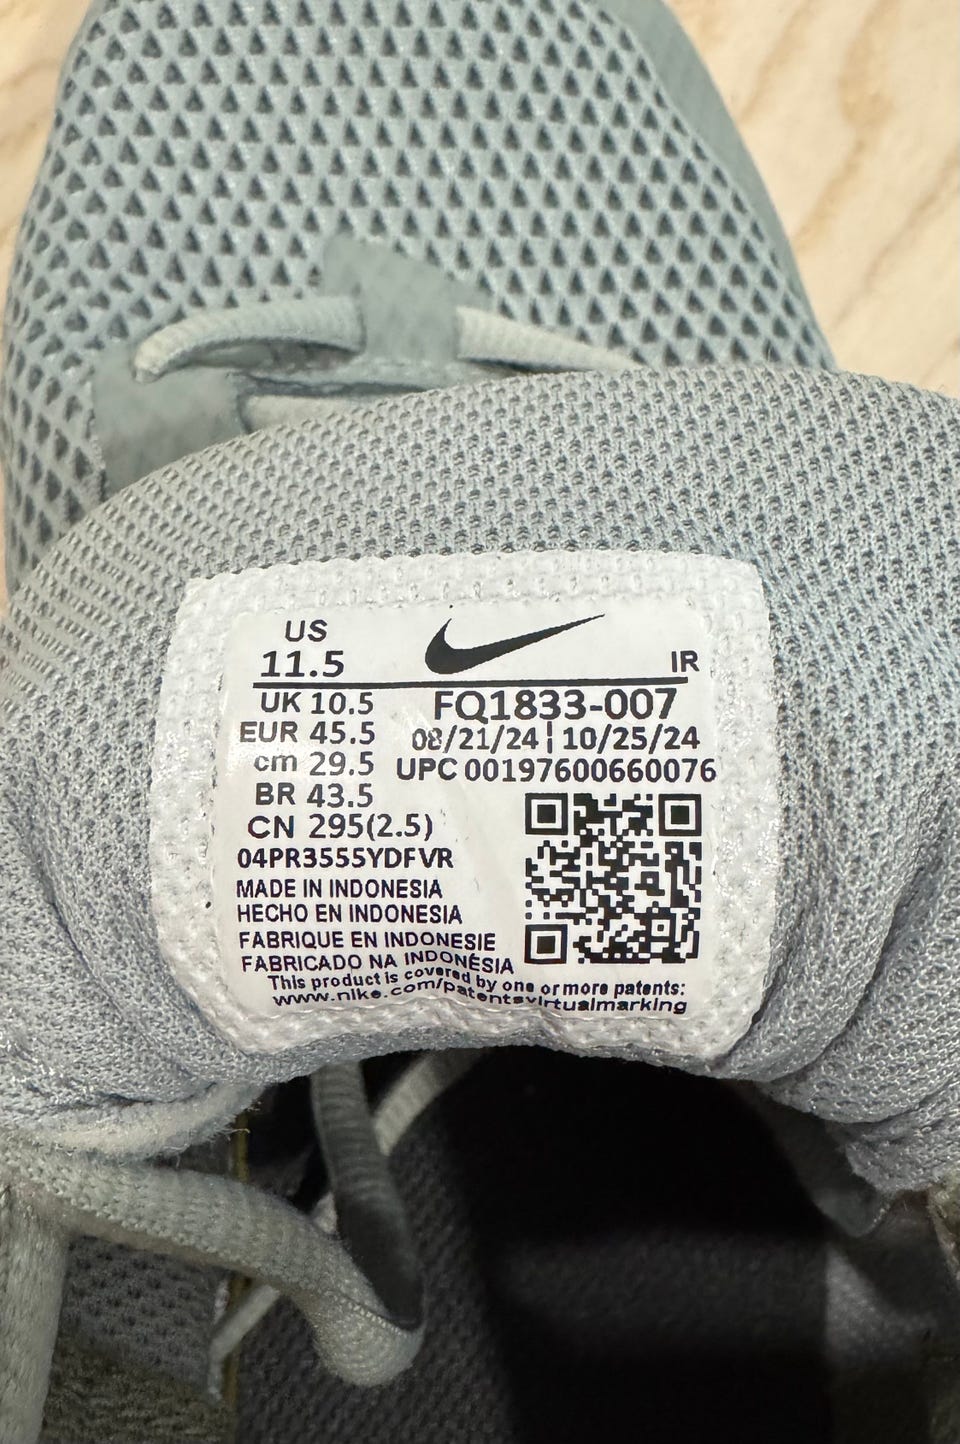 US
11.5
IR
UK 10.5
FQ1833-007
EUR 45.5
08/21/24 ¦ 10/25/24
cm 29.5
UPC 00197600660076
BR 43.5
CN 295(2.5)
04PR3555YDFVR
MADE IN INDONESIA
HECHO EN INDONESIA
FABRIQUE EN INDONESIE
FABRICADO NA INDONÉSIA
This product is covered by one or more patents:
www.nike.com/patentsvirtualmarking